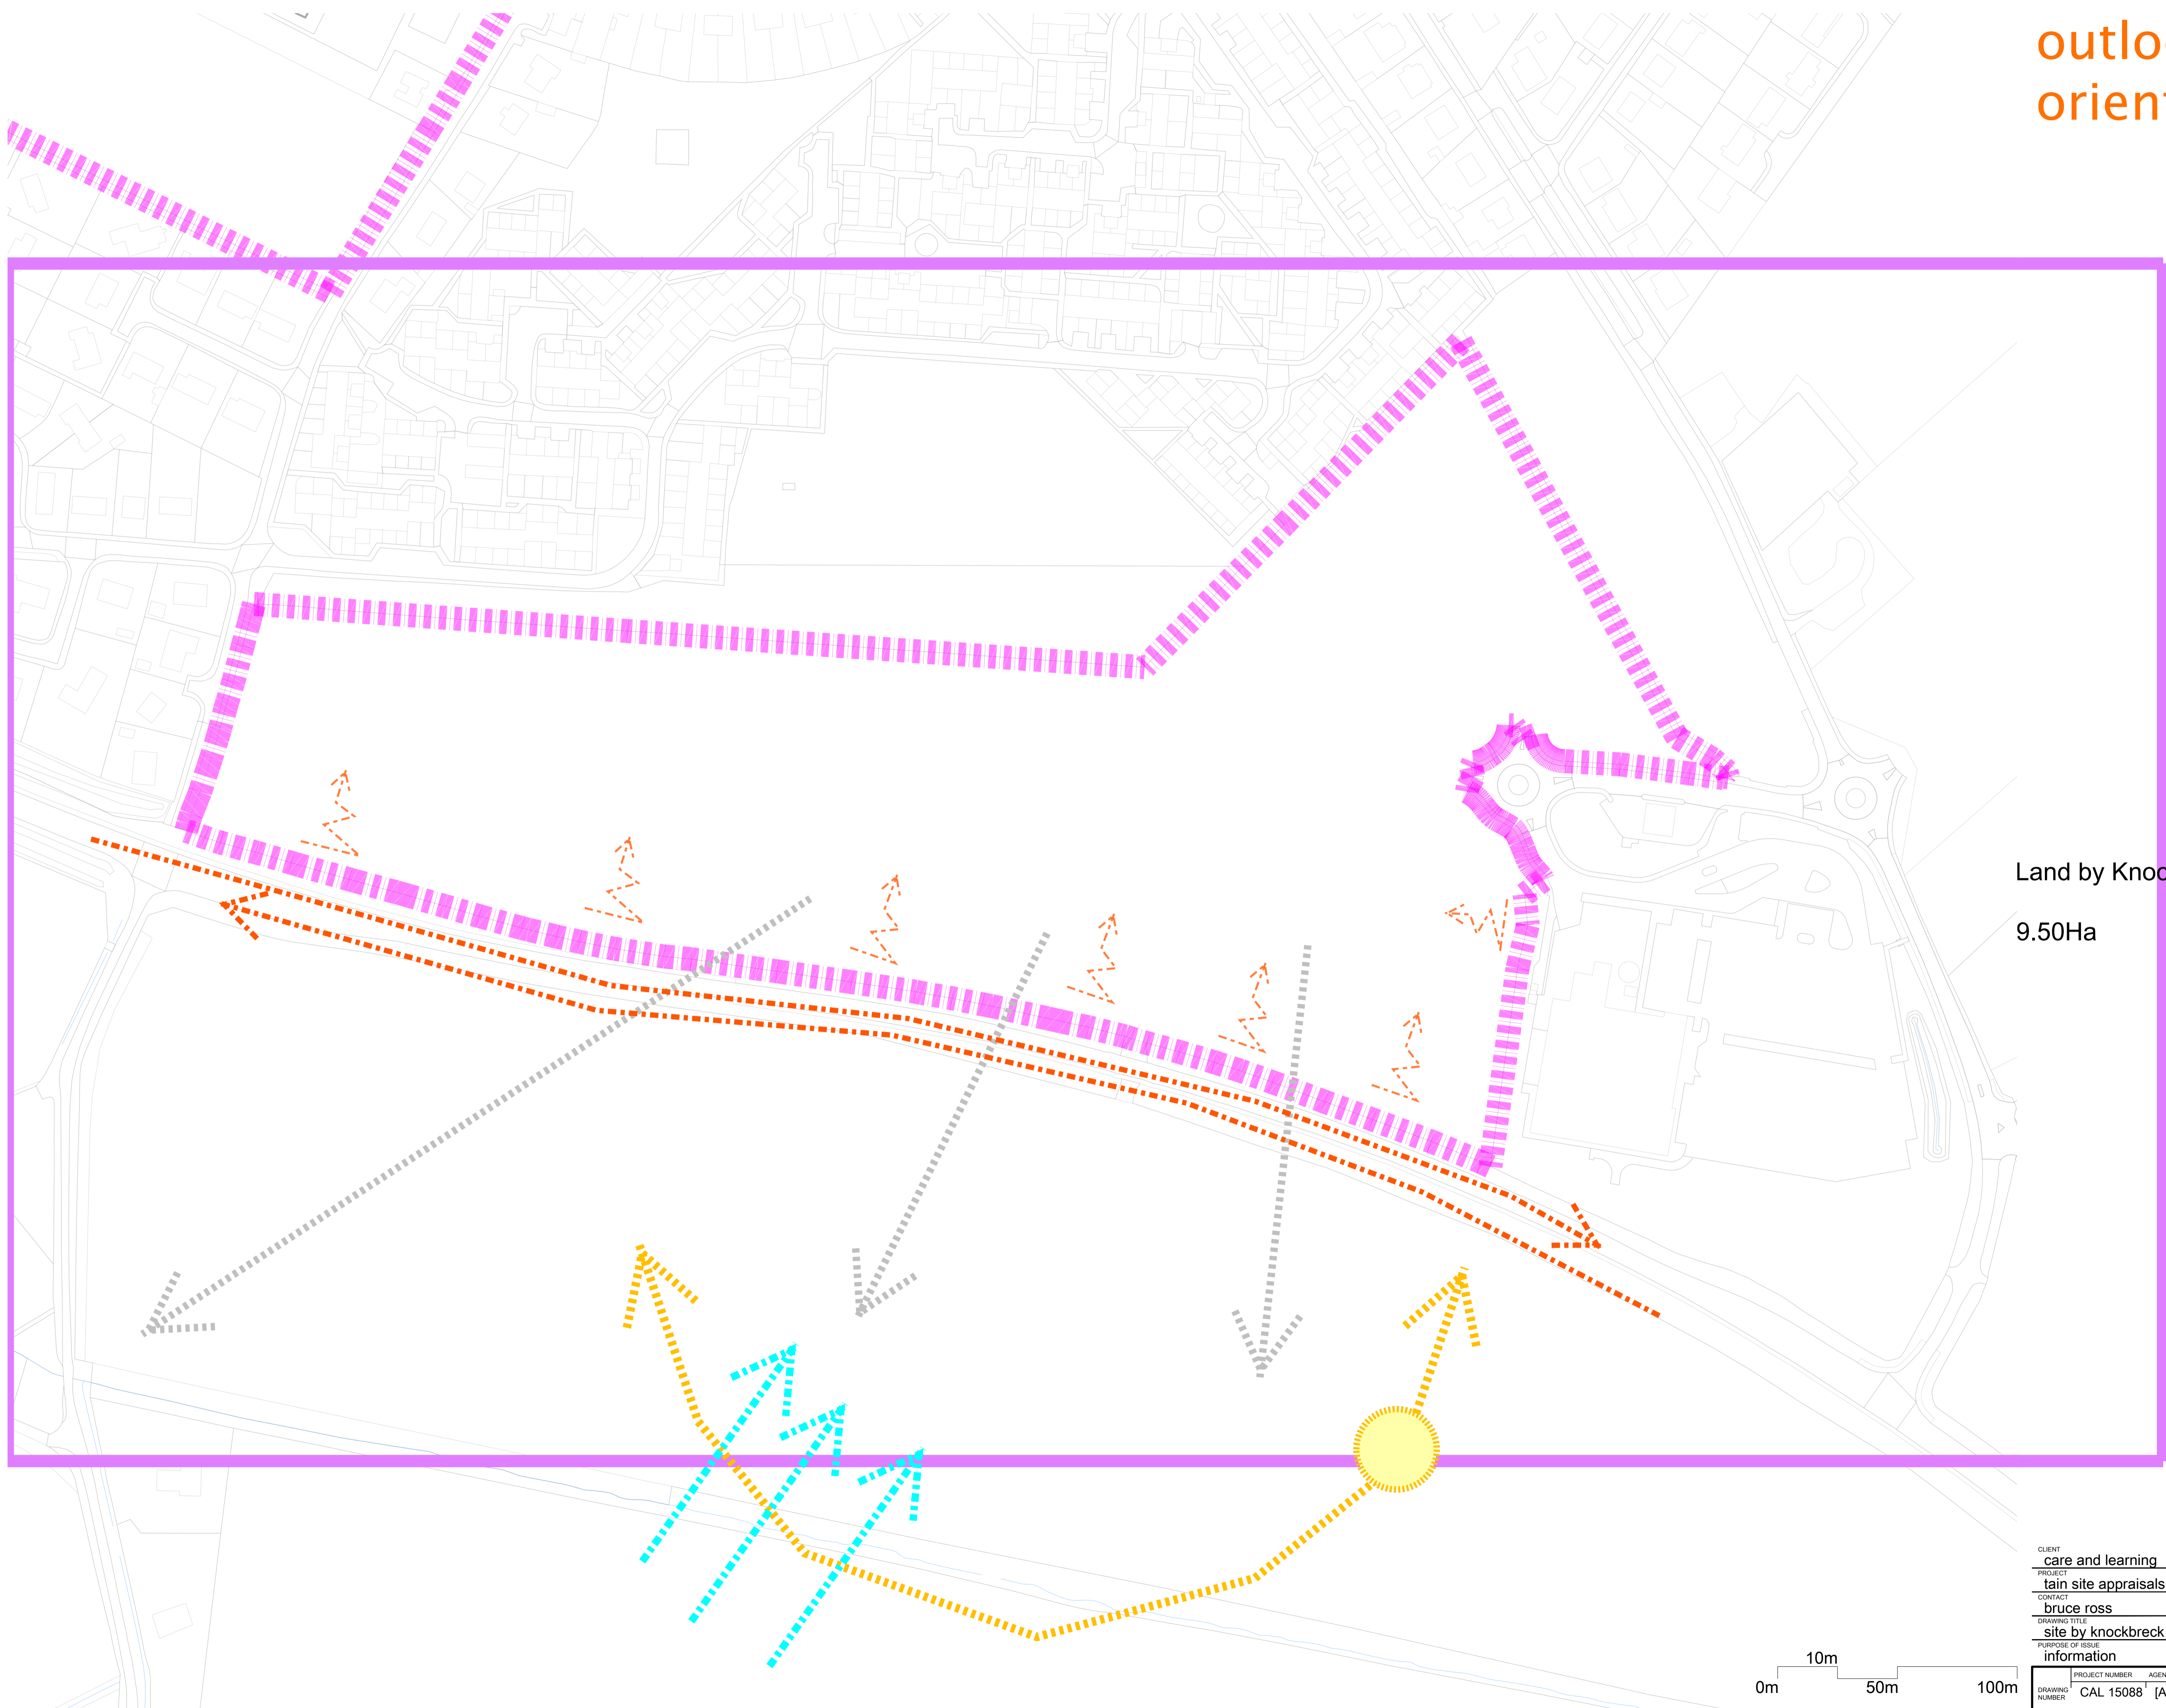 outlo
orient
Land by Knoc
9.50Ha
CLIENT
care and learning
PROJECT
tain site appraisals
CONTACT
bruce ross
DRAWING TITLE
site by knockbreck
PURPOSE OF ISSUE
information
PROJECT NUMBER AGEN
DRAWING NUMBER CAL 15088 [A
10m
0m 50m 100m